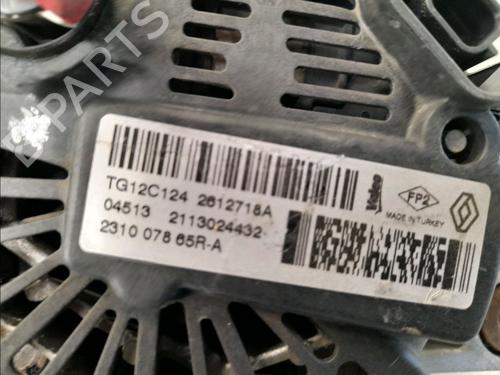 B-PARTS
TG12C124 2612718A
Valeo
FP2
04513 2113024432
MADE IN TURKEY
2310 078 65R-A